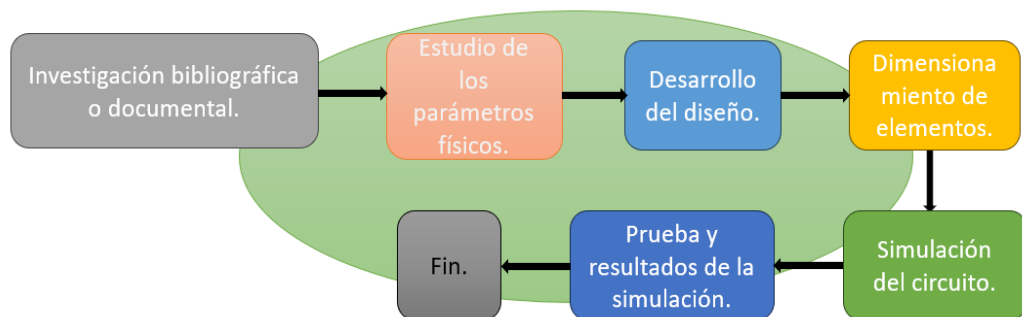 Investigación bibliográfica
o documental.
Estudio de
los
parámetros
físicos.
Desarrollo
del diseño.
Dimensiona
miento de
elementos.
Simulación
del circuito.
Prueba y
resultados de la
simulación.
Fin.